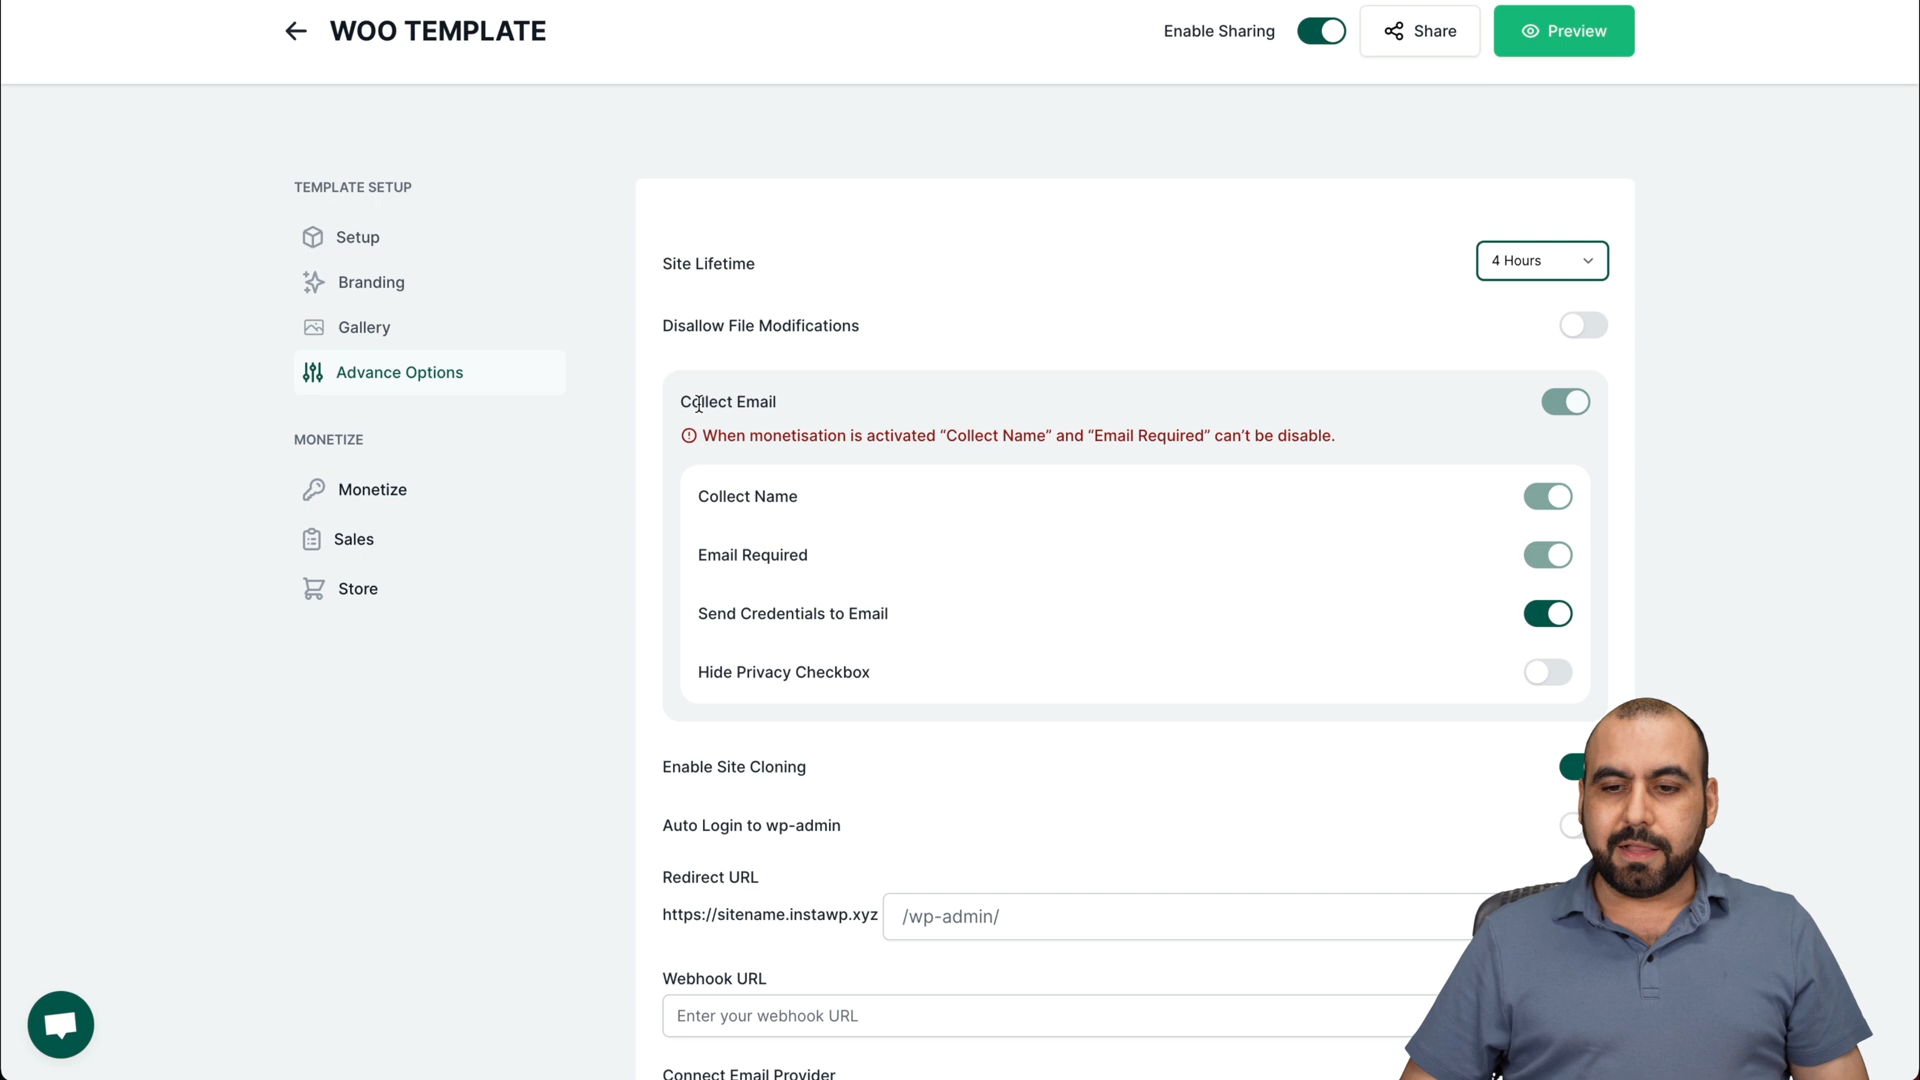 WOO TEMPLATE
Enable Sharing
Share
Preview
TEMPLATE SETUP
Setup
Branding
Gallery
Advance Options
MONETIZE
Monetize
Sales
Store
Site Lifetime
4 Hours
Disallow File Modifications
Collect Email
When monetisation is activated “Collect Name” and “Email Required” can’t be disable.
Collect Name
Email Required
Send Credentials to Email
Hide Privacy Checkbox
Enable Site Cloning
Auto Login to wp-admin
Redirect URL
https://sitename.instawp.xyz
/wp-admin/
Webhook URL
Enter your webhook URL
Connect Email Provider